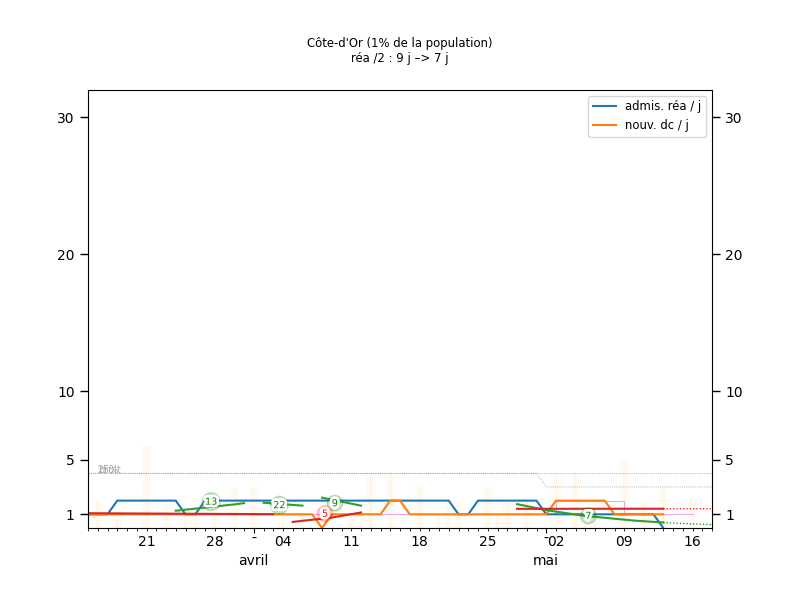 Côte-d'Or (1% de la population)
réa /2 : 9 j –> 7 j
admis. réa / j
nouv. dc / j
30 30
20 20
10 10
5 5
1 1
13 22 9 5 7
21 28 04 11 18 25 02 09 16
avril mai